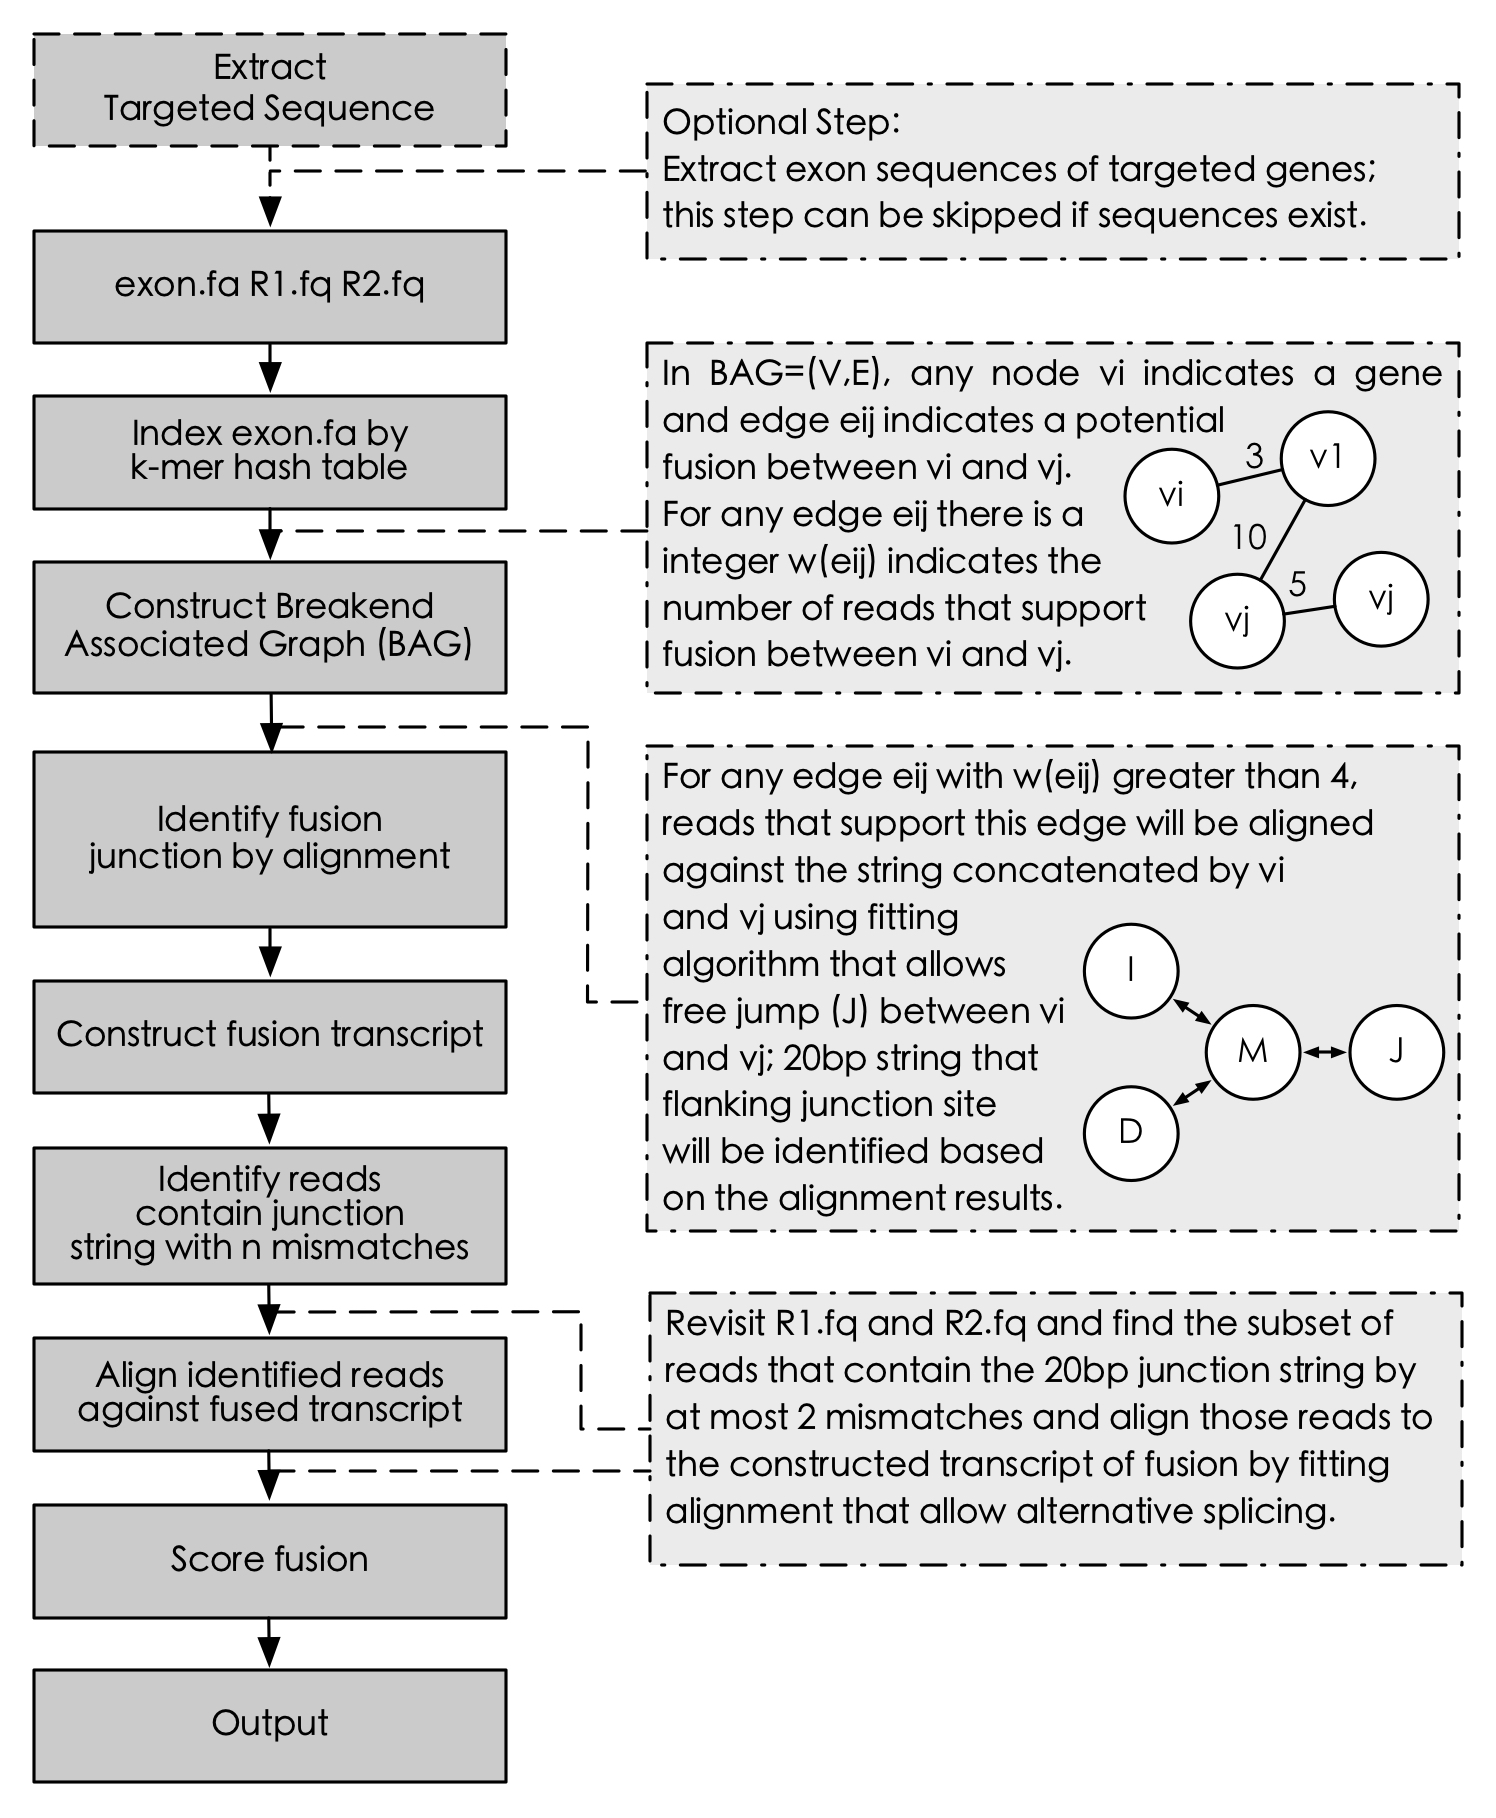 Extract
Targeted Sequence
Optional Step:
Extract exon sequences of targeted genes;
this step can be skipped if sequences exist.
exon.fa R1.fq R2.fq
Index exon.fa by
k-mer hash table
In BAG=(V,E), any node vi indicates a gene
and edge eij indicates a potential
fusion between vi and vj.
For any edge eij there is a
integer w(eij) indicates the
number of reads that support
fusion between vi and vj.
vi
3
v1
10
vj
5
vj
Construct Breakend
Associated Graph (BAG)
Identify fusion
junction by alignment
For any edge eij with w(eij) greater than 4,
reads that support this edge will be aligned
against the string concatenated by vi
and vj using fitting
algorithm that allows
free jump (J) between vi
and vj; 20bp string that
flanking junction site
will be identified based
on the alignment results.
I
M
J
D
Construct fusion transcript
Identify reads
contain junction
string with n mismatches
Align identified reads
against fused transcript
Revisit R1.fq and R2.fq and find the subset of
reads that contain the 20bp junction string by
at most 2 mismatches and align those reads to
the constructed transcript of fusion by fitting
alignment that allow alternative splicing.
Score fusion
Output